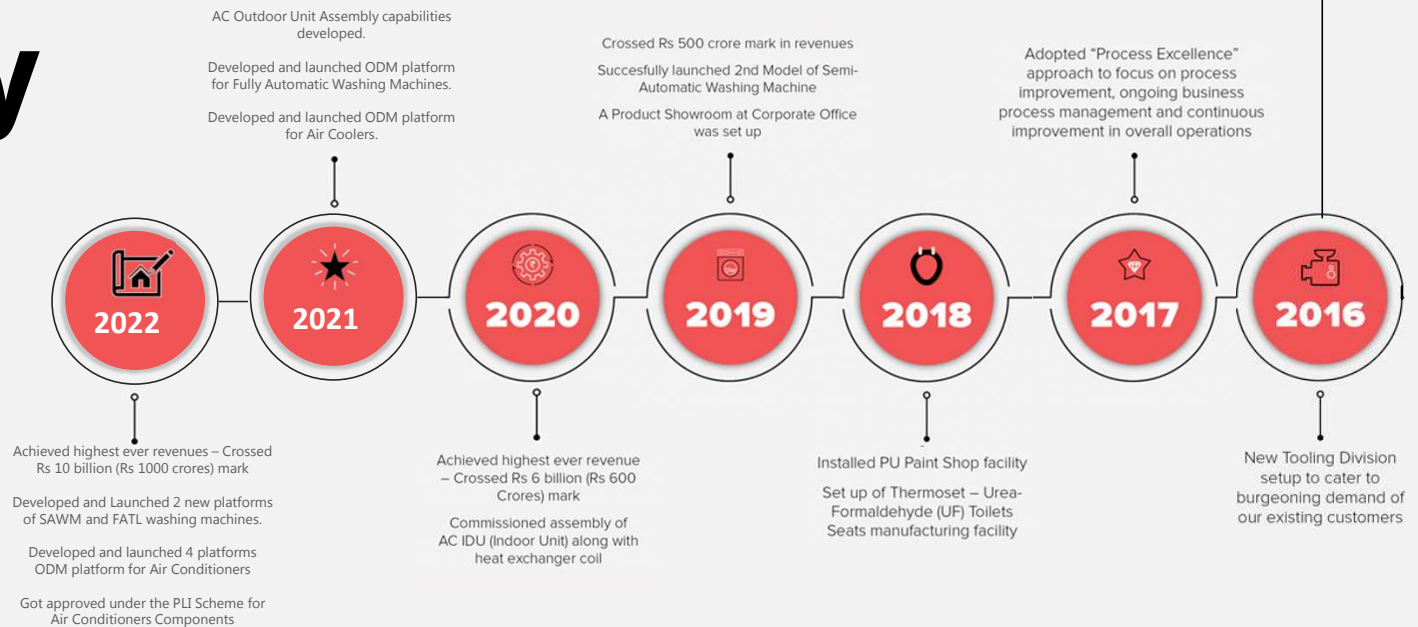 y
AC Outdoor Unit Assembly capabilities
developed.
Developed and launched ODM platform
for Fully Automatic Washing Machines.
Developed and launched ODM platform
for Air Coolers.
Crossed Rs 500 crore mark in revenues
Succesfully launched 2nd Model of Semi-
Automatic Washing Machine
A Product Showroom at Corporate Office
was set up
Adopted “Process Excellence”
approach to focus on process
improvement, ongoing business
process management and continuous
improvement in overall operations
2022
2021
2020
2019
2018
2017
2016
Achieved highest ever revenues – Crossed
Rs 10 billion (Rs 1000 crores) mark
Developed and Launched 2 new platforms
of SAWM and FATL washing machines.
Developed and launched 4 platforms
ODM platform for Air Conditioners
Got approved under the PLI Scheme for
Air Conditioners Components
Achieved highest ever revenue
– Crossed Rs 6 billion (Rs 600
Crores) mark
Commissioned assembly of
AC IDU (Indoor Unit) along with
heat exchanger coil
Installed PU Paint Shop facility
Set up of Thermoset – Urea-
Formaldehyde (UF) Toilets
Seats manufacturing facility
New Tooling Division
setup to cater to
burgeoning demand of
our existing customers